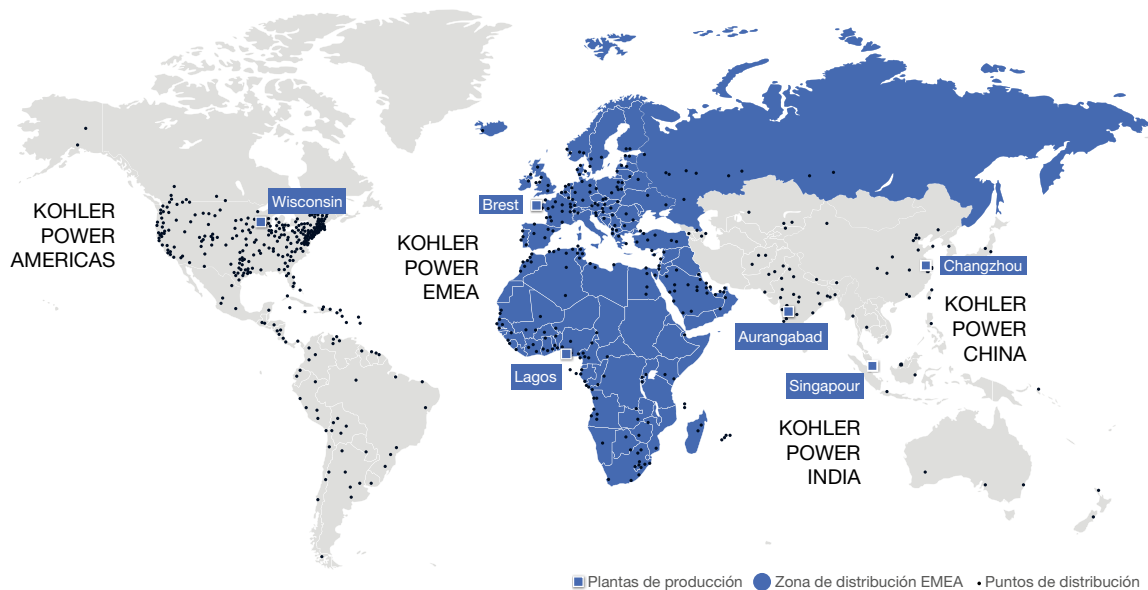 Wisconsin
KOHLER
POWER
AMERICAS
Brest
KOHLER
POWER
EMEA
Changzhou
KOHLER
POWER
CHINA
Aurangabad
Lagos
Singapour
KOHLER
POWER
INDIA
Plantas de producción
Zona de distribución EMEA
Puntos de distribución